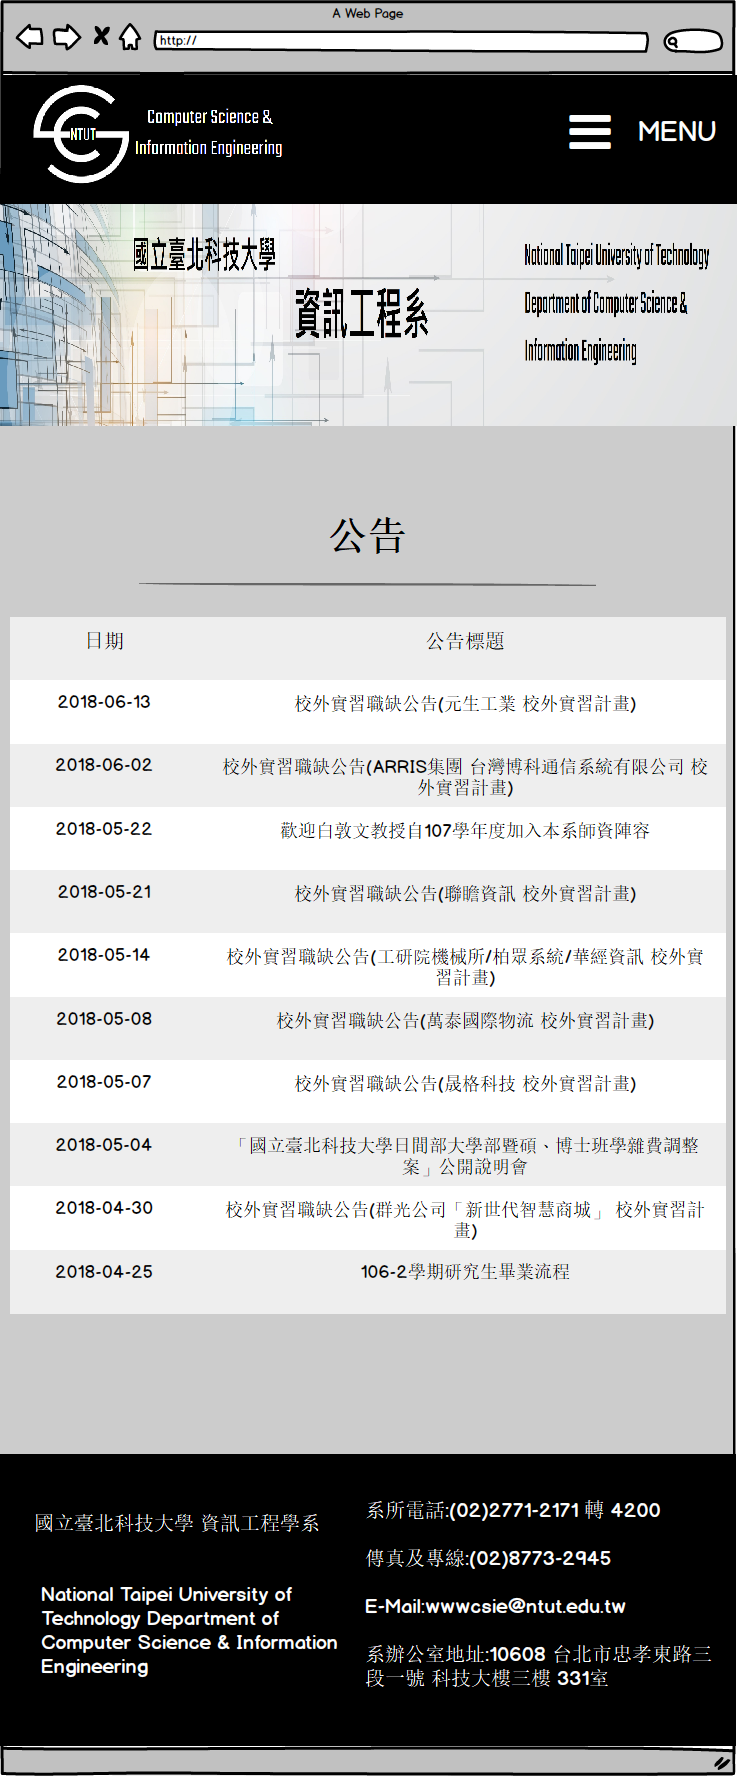 A Web Page
http://
NTUT
Computer Science &
Information Engineering
MENU
國立臺北科技大學
資訊工程系
National Taipei University of Technology
Department of Computer Science &
Information Engineering
公告
日期 公告標題
2018-06-13 校外實習職缺公告(元生工業 校外實習計畫)
2018-06-02 校外實習職缺公告(ARRIS集團 台灣博科通信系統有限公司 校
外實習計畫)
2018-05-22 歡迎白敦文教授自107學年度加入本系師資陣容
2018-05-21 校外實習職缺公告(聯瞻資訊 校外實習計畫)
2018-05-14 校外實習職缺公告(工研院機械所/柏眾系統/華經資訊 校外實
習計畫)
2018-05-08 校外實習職缺公告(萬泰國際物流 校外實習計畫)
2018-05-07 校外實習職缺公告(晟格科技 校外實習計畫)
2018-05-04 「國立臺北科技大學日間部大學部暨碩、博士班學雜費調整
案」公開說明會
2018-04-30 校外實習職缺公告(群光公司「新世代智慧商城」 校外實習計
畫)
2018-04-25 106-2學期研究生畢業流程
國立臺北科技大學 資訊工程學系
National Taipei University of
Technology Department of
Computer Science & Information
Engineering
系所電話:(02)2771-2171 轉 4200
傳真及專線:(02)8773-2945
E-Mail:wwwcsie@ntut.edu.tw
系辦公室地址:10608 台北市忠孝東路三
段一號 科技大樓三樓 331室